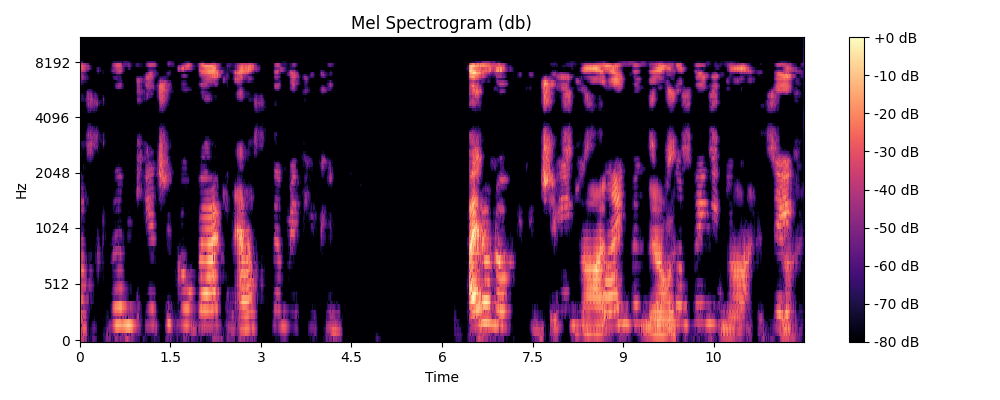 Mel Spectrogram (db)
8192
4096
2048
1024
512
0
Hz
0 1.5 3 4.5 6 7.5 9 10
Time
+0 dB
-10 dB
-20 dB
-30 dB
-40 dB
-50 dB
-60 dB
-70 dB
-80 dB